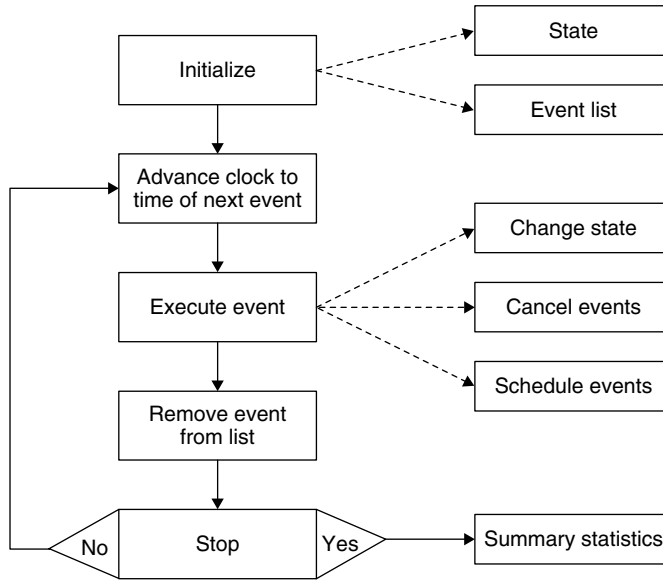 Initialize
State
Event list
Advance clock to
time of next event
Execute event
Change state
Cancel events
Schedule events
Remove event
from list
No
Stop
Yes
Summary statistics